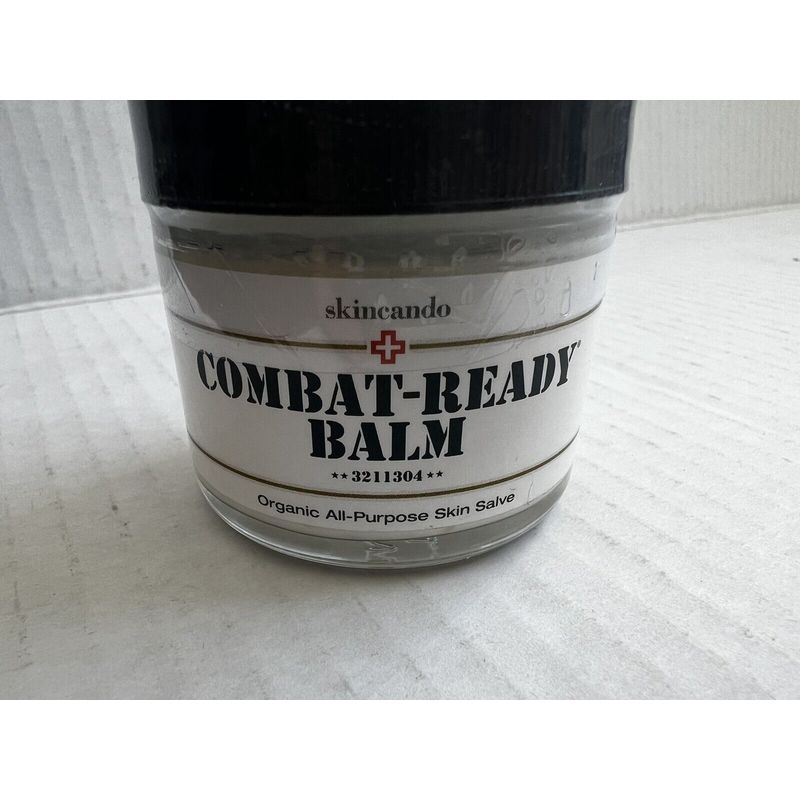 skincando
COMBAT-READY®
BALM
★★ 3211304 ★★
Organic All-Purpose Skin Salve